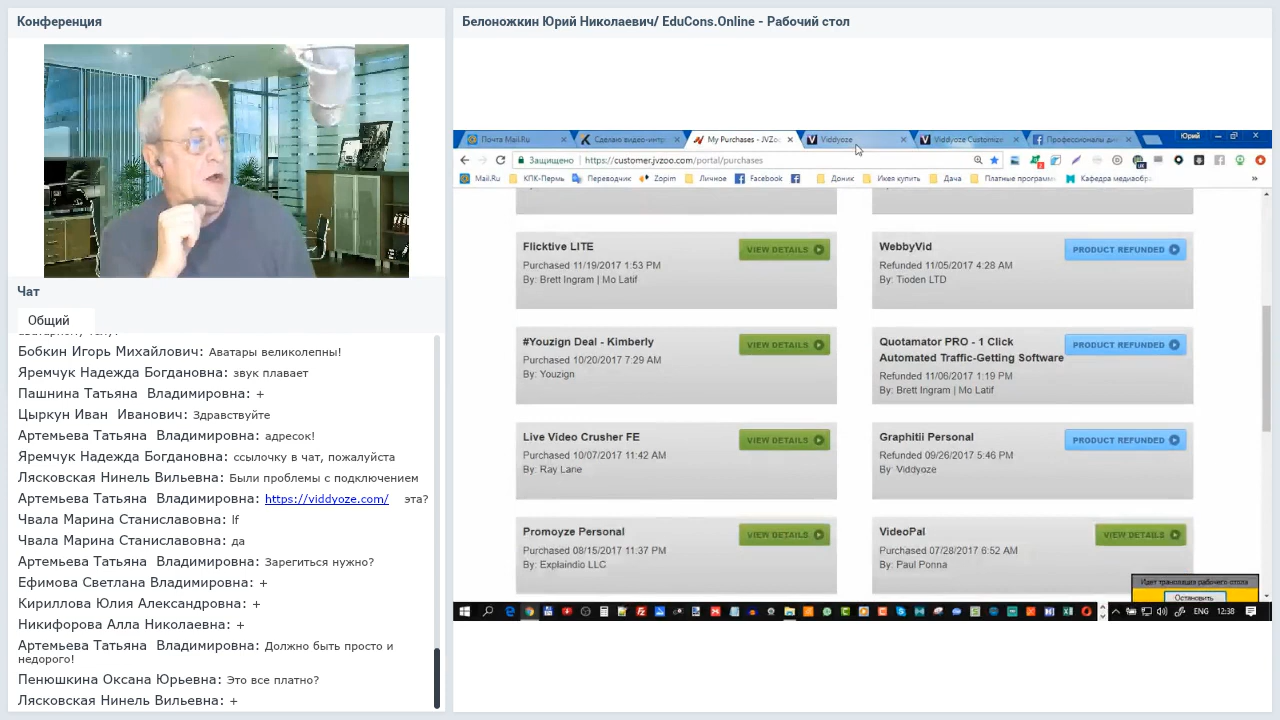 Конференция
Чат
Общий
Бобкин Игорь Михайлович: Аватары великолепны!
Яремчук Надежда Богдановна: звук плавает
Пашнина Татьяна Владимировна: +
Цыркун Иван Иванович: Здравствуйте
Артемьева Татьяна Владимировна: адресок!
Яремчук Надежда Богдановна: ссылочку в чат, пожалуйста
Лясковская Нинель Вильевна: Были проблемы с подключением
Артемьева Татьяна Владимировна: https://viddyoze.com/ эта?
Чвала Марина Станиславовна: lf
Чвала Марина Станиславовна: да
Артемьева Татьяна Владимировна: Зарегиться нужно?
Ефимова Светлана Владимировна: +
Кириллова Юлия Александровна: +
Никифорова Алла Николаевна: +
Артемьева Татьяна Владимировна: Должно быть просто и
недорого!
Пенюшкина Оксана Юрьевна: Это все платно?
Лясковская Нинель Вильевна: +
Белоножкин Юрий Николаевич/ EduCons.Online - Рабочий стол
Почта Mail.Ru
Сделаю видео-интр
My Purchases - JVZoo
Viddyoze
Viddyoze Customize
Профессионалы ди
Юрий
Защищено
https://customer.jvzoo.com/portal/purchases
Mail.Ru
КПК-Пермь
Переводчик
Zopim
Личное
Facebook
Доник
Икея купить
Дача
Платные програм
Кафедра медиаобр
»
Flicktive LITE
VIEW DETAILS
Purchased 11/19/2017 1:53 PM
By: Brett Ingram | Mo Latif
WebbyVid
PRODUCT REFUNDED
Refunded 11/05/2017 4:28 AM
By: Tioden LTD
#Youzign Deal - Kimberly
VIEW DETAILS
Purchased 10/20/2017 7:29 AM
By: Youzign
Quotamator PRO - 1 Click
Automated Traffic-Getting Software
PRODUCT REFUNDED
Refunded 11/06/2017 1:19 PM
By: Brett Ingram | Mo Latif
Live Video Crusher FE
VIEW DETAILS
Purchased 10/07/2017 11:42 AM
By: Ray Lane
Graphitii Personal
PRODUCT REFUNDED
Refunded 09/26/2017 5:46 PM
By: Viddyoze
Promoyze Personal
VIEW DETAILS
Purchased 08/15/2017 11:37 PM
By: Explaindio LLC
VideoPal
VIEW DETAILS
Purchased 07/28/2017 6:52 AM
By: Paul Ponna
Идет трансляция рабочего стола
Остановить
ENG
12:38